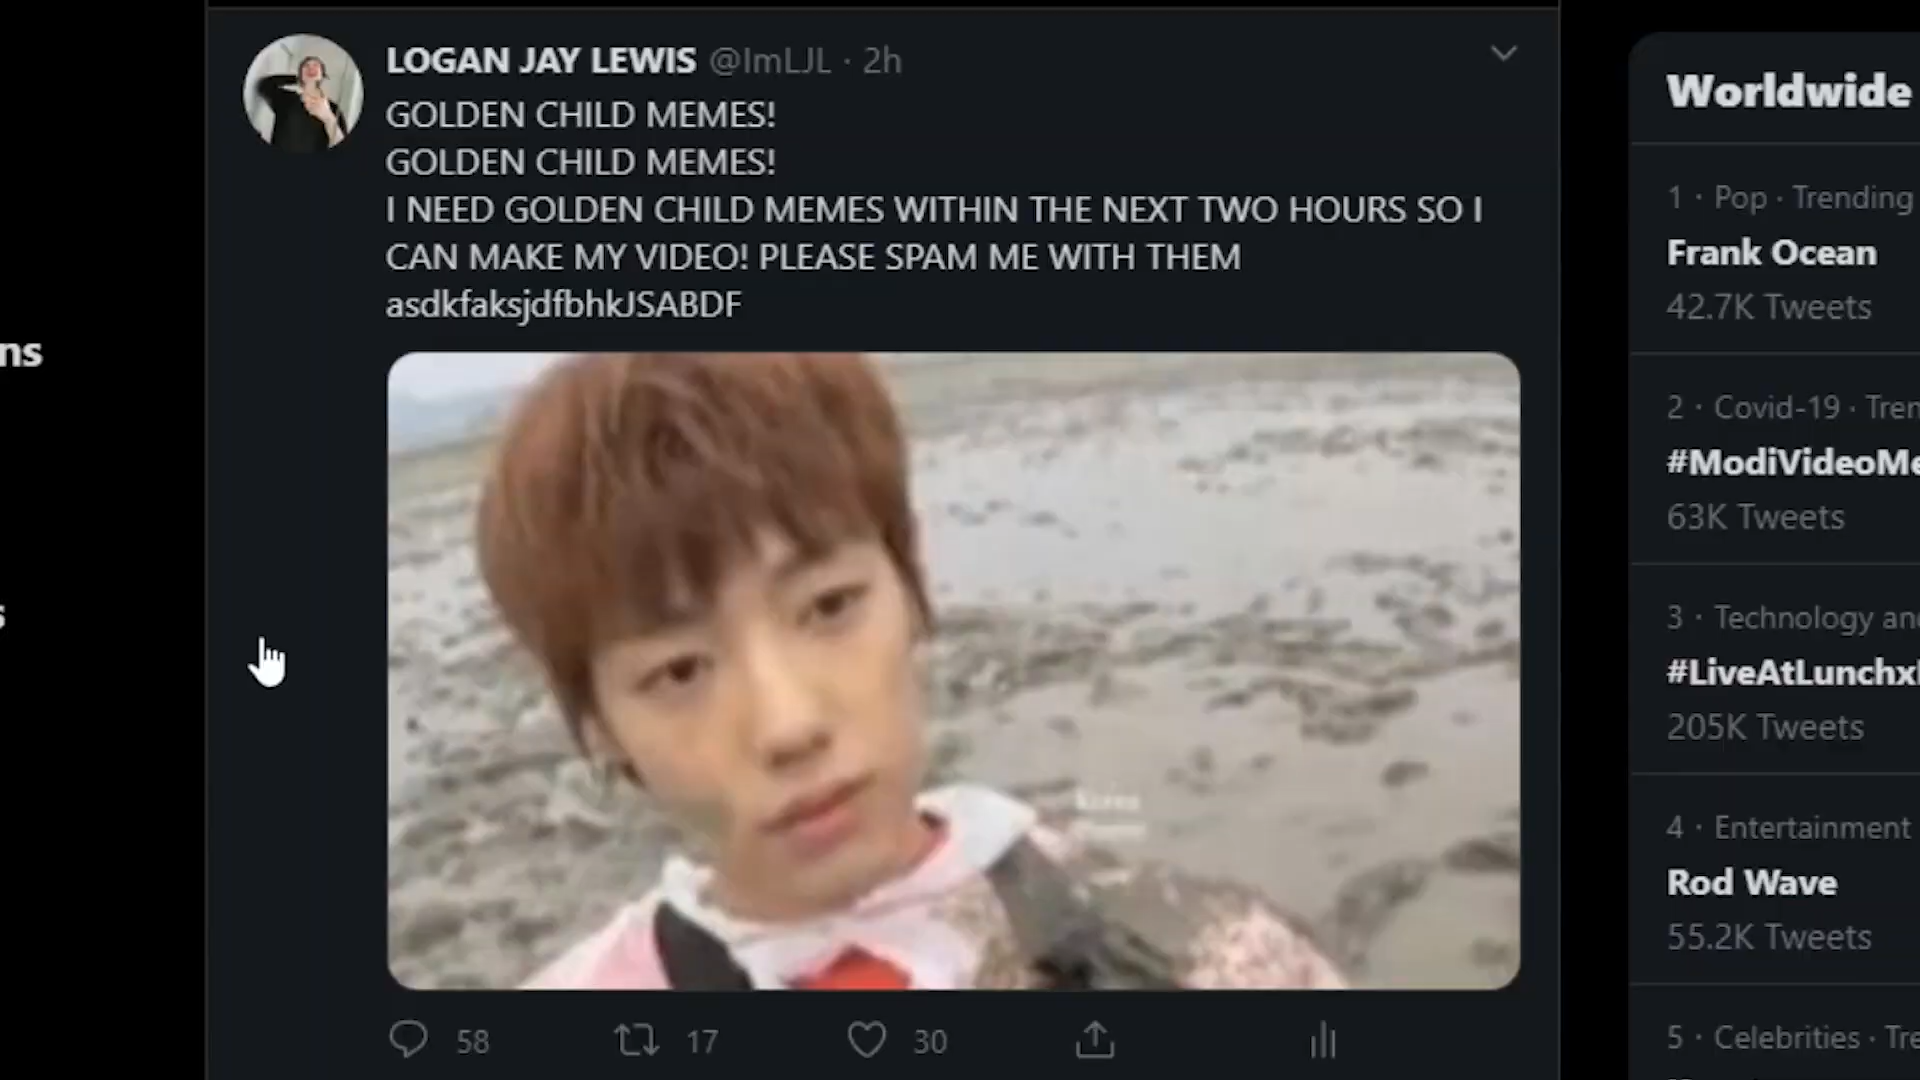 LOGAN JAY LEWIS @ImLJL · 2h
GOLDEN CHILD MEMES!
GOLDEN CHILD MEMES!
I NEED GOLDEN CHILD MEMES WITHIN THE NEXT TWO HOURS SO I
CAN MAKE MY VIDEO! PLEASE SPAM ME WITH THEM
asdkfaksjdfbhkJSABDF
58 17 30
ns
s
Worldwide
1 · Pop · Trending
Frank Ocean
42.7K Tweets
2 · Covid-19 · Tren
#ModiVideoMe
63K Tweets
3 · Technology and
#LiveAtLunchx
205K Tweets
4 · Entertainment
Rod Wave
55.2K Tweets
5 · Celebrities · Tre